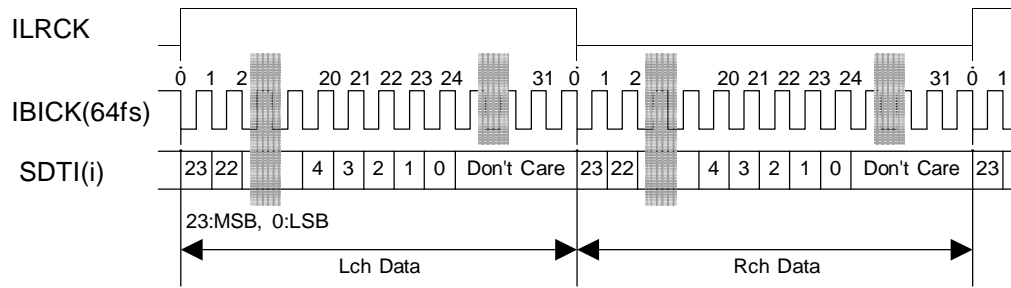 ILRCK
0 1 2 20 21 22 23 24 31 0 1 2 20 21 22 23 24 31 0 1
IBICK(64fs)
SDTI(i) 23 22 4 3 2 1 0 Don't Care 23 22 4 3 2 1 0 Don't Care 23
23:MSB, 0:LSB
Lch Data Rch Data